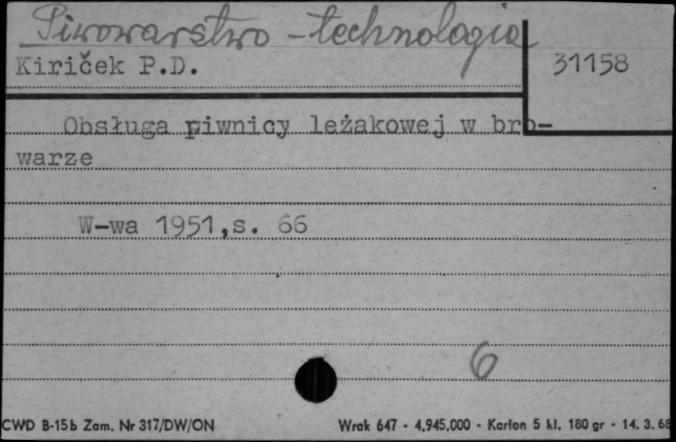 Piwowarstwo - technologia
Kiriček P.D.
31158
Obsługa piwnicy leżakowej w bro-
warze
W-wa 1951,s. 66
6
CWD B-15b Zam. Nr 317/DW/ON
Wrak 647 - 4,945,000 - Karton 5 kl. 180 gr - 14. 3. 68